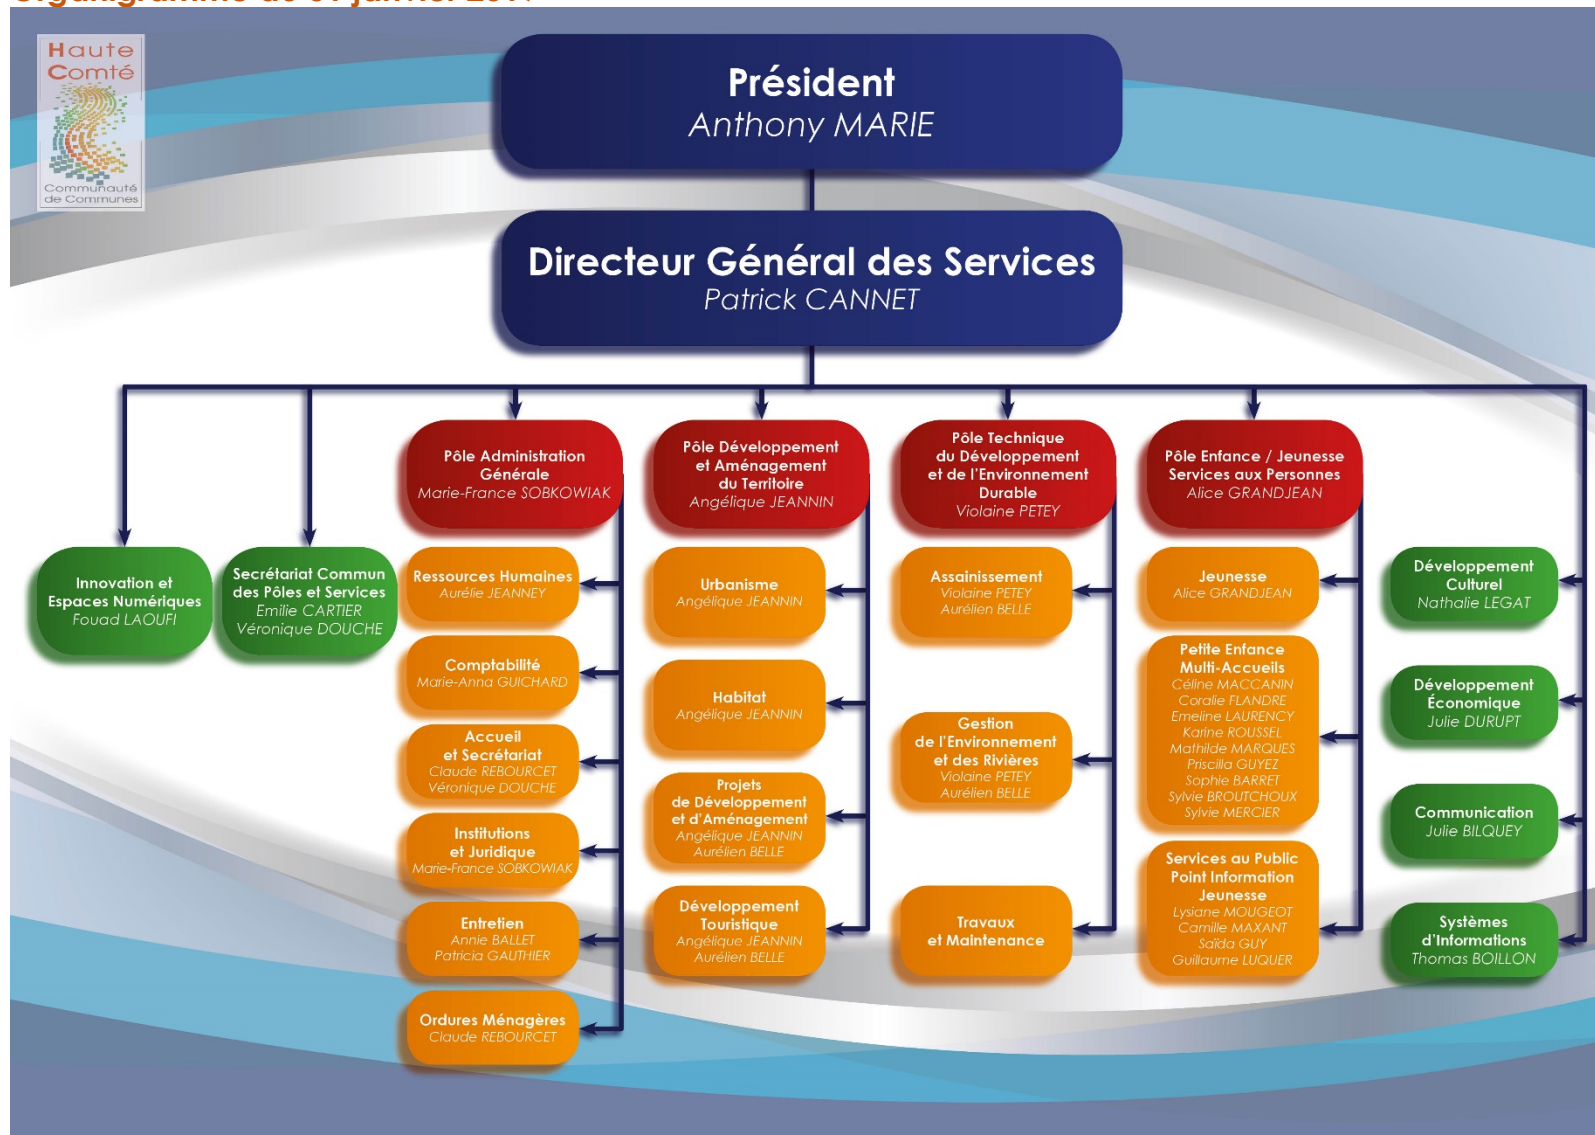 Haute
Comté
Communauté
de Communes
Président
Anthony MARIE
Directeur Général des Services
Patrick CANNET
Innovation et
Espaces Numériques
Fouad LAOUFI
Secrétariat Commun
des Pôles et Services
Emilie CARTIER
Véronique DOUCHE
Pôle Administration
Générale
Marie-France SOBKOWIAK
Ressources Humaines
Aurélie JEANNEY
Comptabilité
Marie-Anna GUICHARD
Accueil
et Secrétariat
Claude REBOURCET
Véronique DOUCHE
Institutions
et Juridique
Marie-France SOBKOWIAK
Entretien
Annie BALLET
Patricia GAUTHIER
Ordures Ménagères
Claude REBOURCET
Pôle Développement
et Aménagement
du Territoire
Angélique JEANNIN
Urbanisme
Angélique JEANNIN
Habitat
Angélique JEANNIN
Projets
de Développement
et d'Aménagement
Angélique JEANNIN
Aurélien BELLE
Développement
Touristique
Angélique JEANNIN
Aurélien BELLE
Pôle Technique
du Développement
et de l'Environnement
Durable
Violaine PETEY
Assainissement
Violaine PETEY
Aurélien BELLE
Gestion
de l'Environnement
et des Rivières
Violaine PETEY
Aurélien BELLE
Travaux
et Maintenance
Pôle Enfance / Jeunesse
Services aux Personnes
Alice GRANDJEAN
Jeunesse
Alice GRANDJEAN
Petite Enfance
Multi-Accueils
Céline MACCANIN
Coralie FLANDRE
Emeline LAURENCY
Karine ROUSSEL
Mathilde MARQUES
Priscilla GUYEZ
Sophie BARRET
Sylvie BROUTCHOUX
Sylvie MERCIER
Services au Public
Point Information
Jeunesse
Lysiane MOUGEOT
Camille MAXANT
Saïda GUY
Guillaume LUQUER
Développement
Culturel
Nathalie LEGAT
Développement
Économique
Julie DURUPT
Communication
Julie BILQUEY
Systèmes
d'Informations
Thomas BOILLON